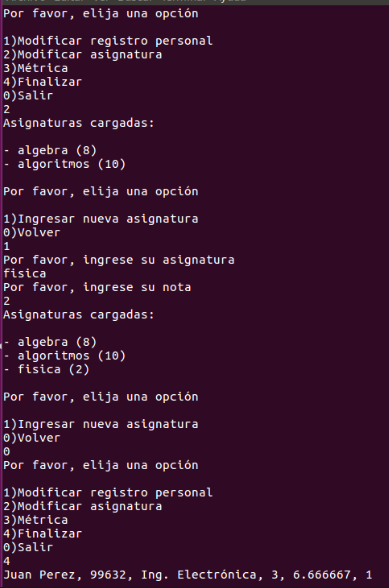 Por favor, elija una opción
1)Modificar registro personal
2)Modificar asignatura
3)Métrica
4)Finalizar
0)Salir
2
Asignaturas cargadas:
- algebra (8)
- algoritmos (10)
Por favor, elija una opción
1)Ingresar nueva asignatura
0)Volver
1
Por favor, ingrese su asignatura
fisica
Por favor, ingrese su nota
2
Asignaturas cargadas:
- algebra (8)
- algoritmos (10)
- fisica (2)
Por favor, elija una opción
1)Ingresar nueva asignatura
0)Volver
0
Por favor, elija una opción
1)Modificar registro personal
2)Modificar asignatura
3)Métrica
4)Finalizar
0)Salir
4
Juan Perez, 99632, Ing. Electrónica, 3, 6.666667, 1